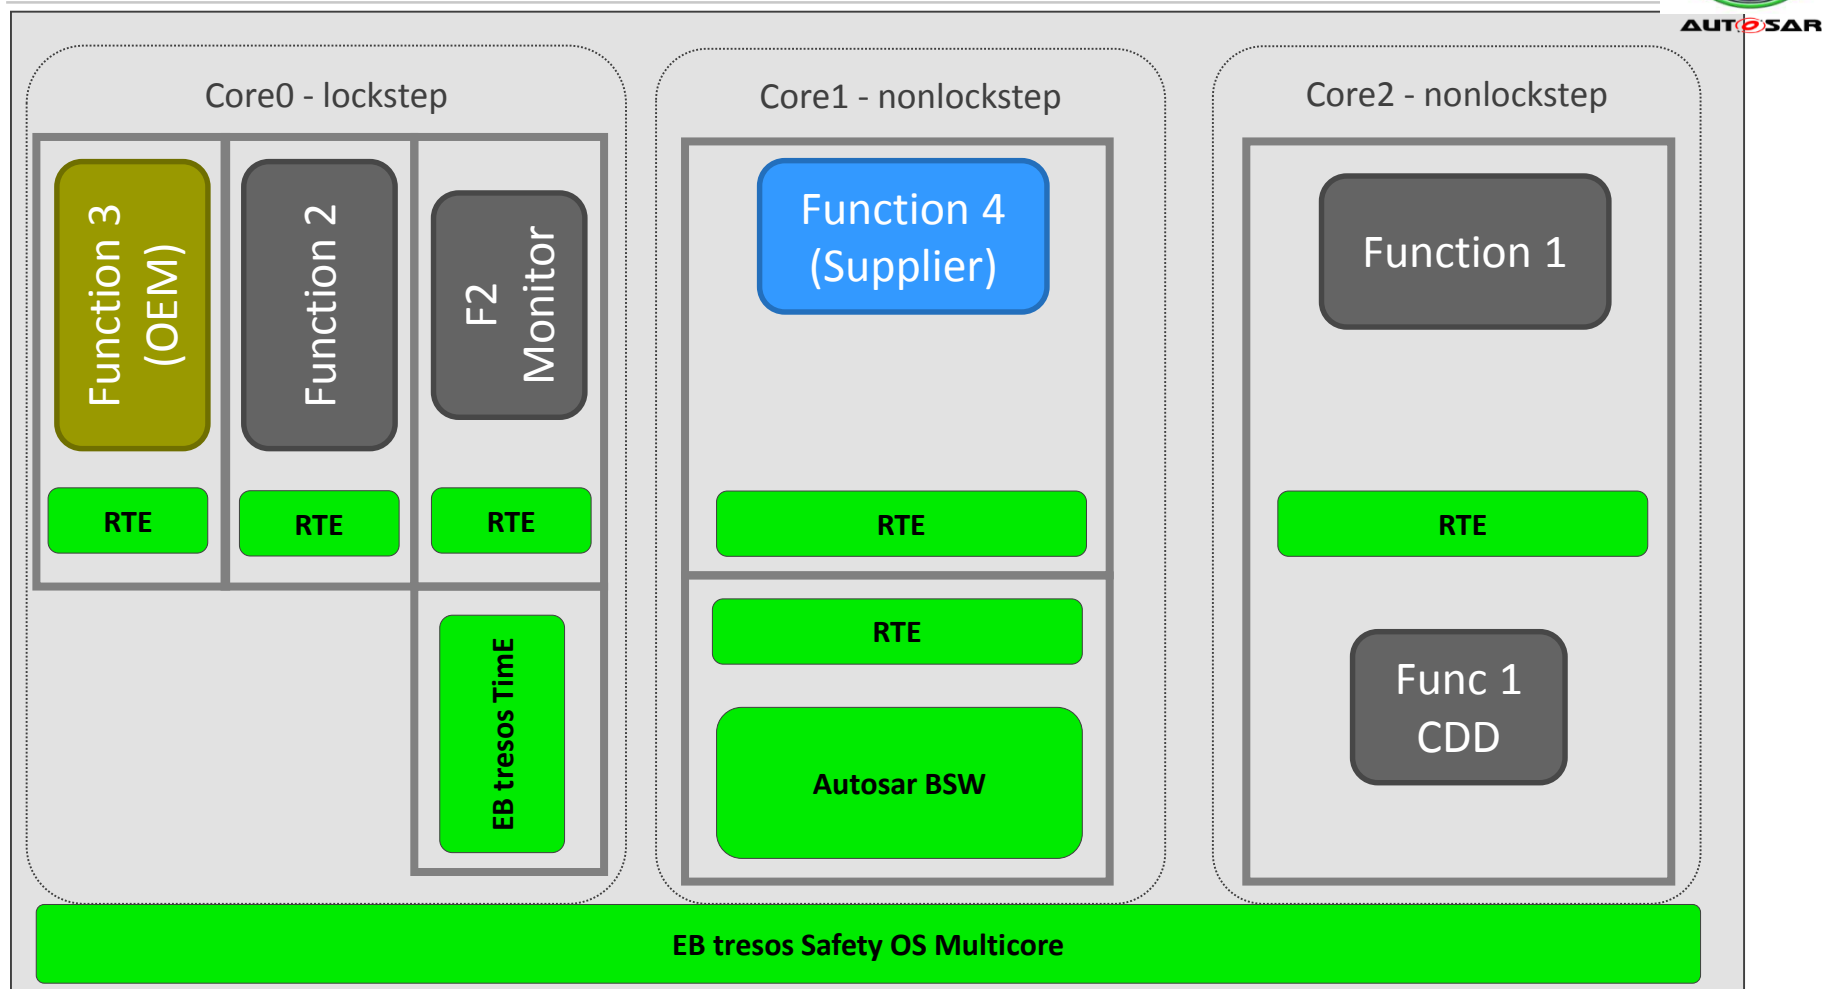 AUTOSAR
Core0 - lockstep
Core1 - nonlockstep
Core2 - nonlockstep
Function 3
(OEM)
Function 2
F2
Monitor
Function 4
(Supplier)
Function 1
RTE
RTE
RTE
RTE
RTE
RTE
EB tresos TimE
Autosar BSW
Func 1
CDD
EB tresos Safety OS Multicore